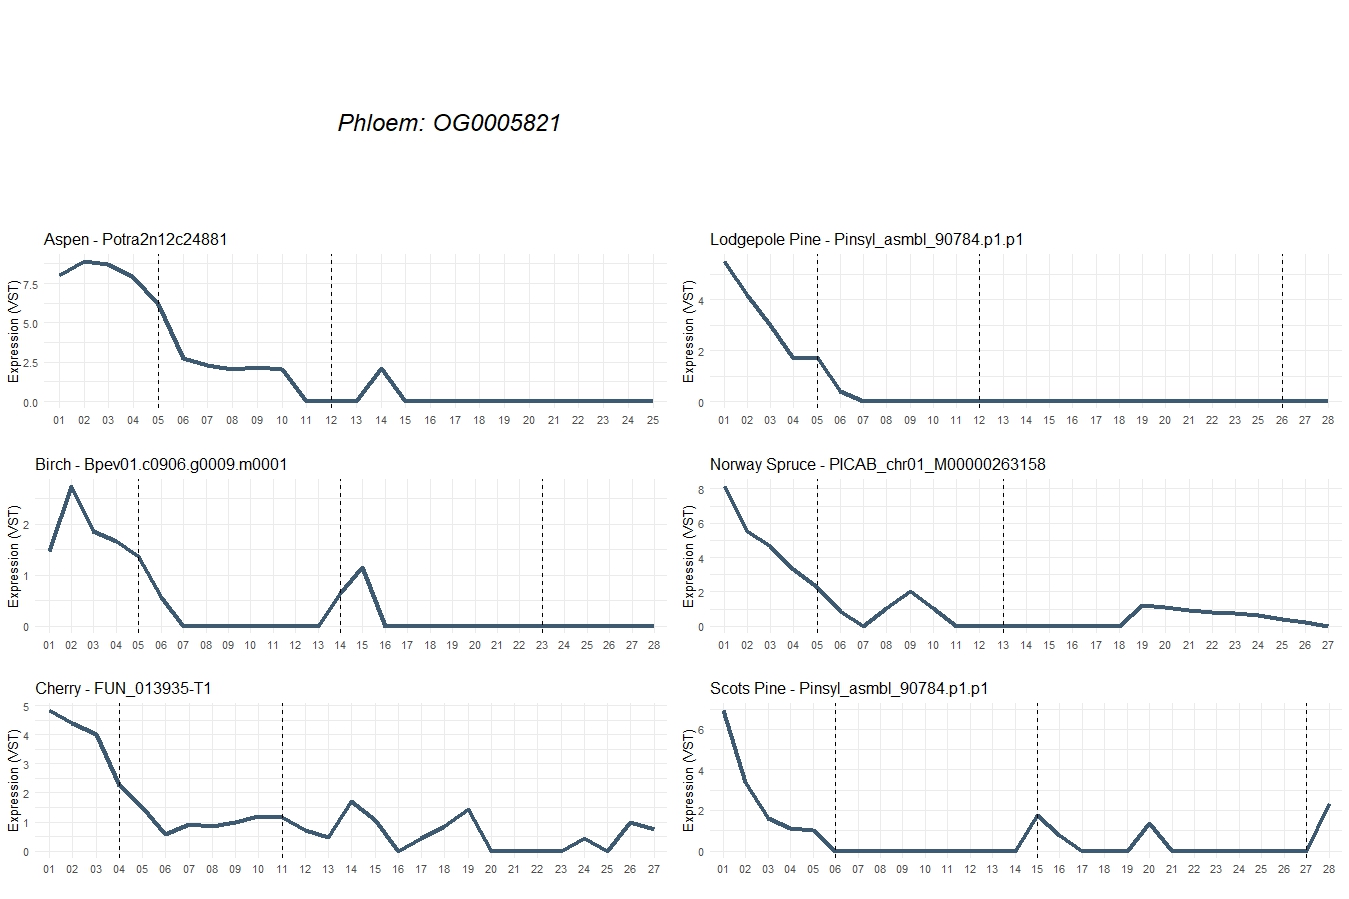 Phloem: OG0005821
Aspen - Potra2n12c24881
Expression (VST)
7.5
5.0
2.5
0.0
01 02 03 04 05 06 07 08 09 10 11 12 13 14 15 16 17 18 19 20 21 22 23 24 25
Lodgepole Pine - Pinsyl_asmbl_90784.p1.p1
Expression (VST)
4
2
0
01 02 03 04 05 06 07 08 09 10 11 12 13 14 15 16 17 18 19 20 21 22 23 24 25 26 27 28
Birch - Bpev01.c0906.g0009.m0001
Expression (VST)
2
1
0
01 02 03 04 05 06 07 08 09 10 11 12 13 14 15 16 17 18 19 20 21 22 23 24 25 26 27 28
Norway Spruce - PICAB_chr01_M00000263158
Expression (VST)
8
6
4
2
0
01 02 03 04 05 06 07 08 09 10 11 12 13 14 15 16 17 18 19 20 21 22 23 24 25 26 27
Cherry - FUN_013935-T1
Expression (VST)
5
4
3
2
1
0
01 02 03 04 05 06 07 08 09 10 11 12 13 14 15 16 17 18 19 20 21 22 23 24 25 26 27
Scots Pine - Pinsyl_asmbl_90784.p1.p1
Expression (VST)
6
4
2
0
01 02 03 04 05 06 07 08 09 10 11 12 13 14 15 16 17 18 19 20 21 22 23 24 25 26 27 28